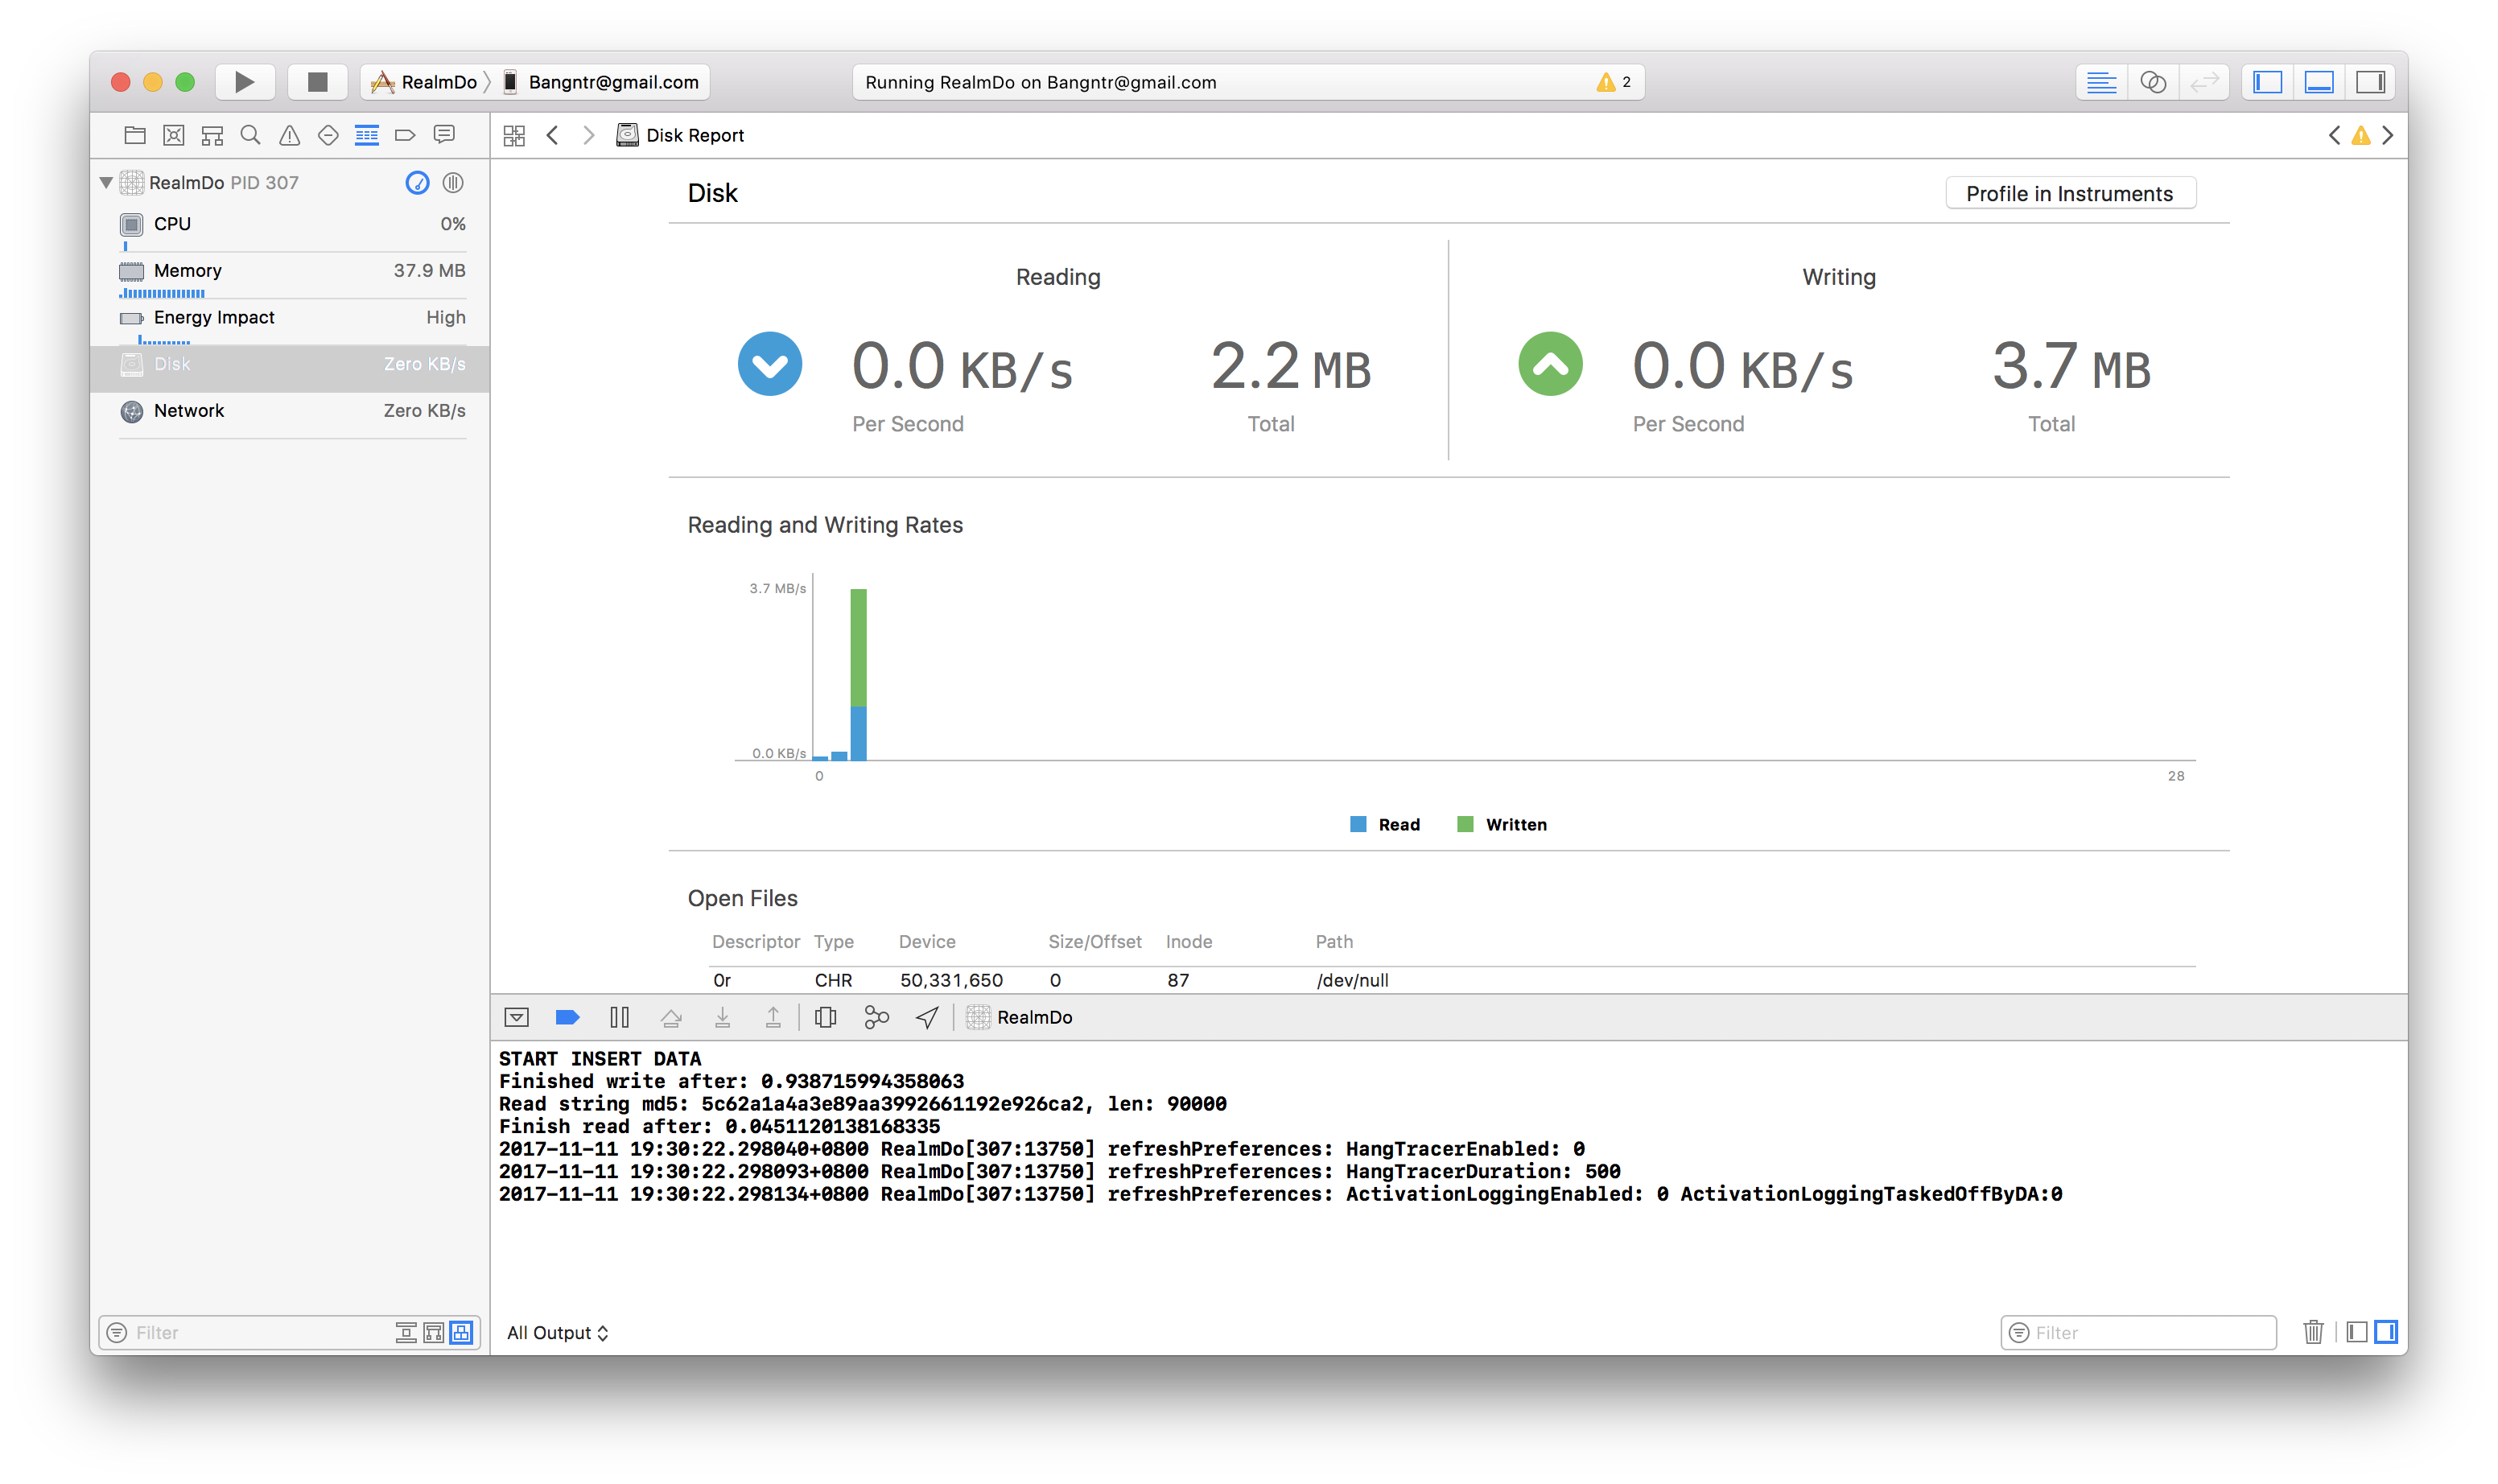 RealmDo Bangntr@gmail.com Running RealmDo on Bangntr@gmail.com 2
Disk Report
RealmDo PID 307
CPU 0%
Memory 37.9 MB
Energy Impact High
Disk Zero KB/s
Network Zero KB/s
Filter
Disk Profile in Instruments
Reading Writing
0.0 KB/s 2.2 MB 0.0 KB/s 3.7 MB
Per Second Total Per Second Total
Reading and Writing Rates
3.7 MB/s
0.0 KB/s
0 28
Read Written
Open Files
Descriptor Type Device Size/Offset Inode Path
0r CHR 50,331,650 0 87 /dev/null
RealmDo
START INSERT DATA
Finished write after: 0.938715994358063
Read string md5: 5c62a1a4a3e89aa3992661192e926ca2, len: 90000
Finish read after: 0.0451120138168335
2017-11-11 19:30:22.298040+0800 RealmDo[307:13750] refreshPreferences: HangTracerEnabled: 0
2017-11-11 19:30:22.298093+0800 RealmDo[307:13750] refreshPreferences: HangTracerDuration: 500
2017-11-11 19:30:22.298134+0800 RealmDo[307:13750] refreshPreferences: ActivationLoggingEnabled: 0 ActivationLoggingTaskedOffByDA:0
All Output Filter